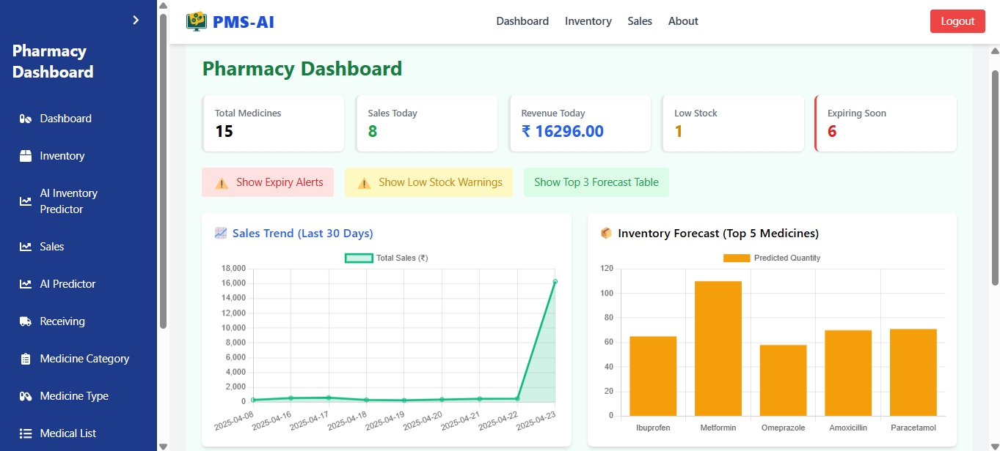 Pharmacy
Dashboard
Dashboard
Inventory
AI Inventory
Predictor
Sales
AI Predictor
Receiving
Medicine Category
Medicine Type
Medical List
PMS-AI
Dashboard
Inventory
Sales
About
Logout
Pharmacy Dashboard
Total Medicines
15
Sales Today
8
Revenue Today
₹ 16296.00
Low Stock
1
Expiring Soon
6
Show Expiry Alerts
Show Low Stock Warnings
Show Top 3 Forecast Table
Sales Trend (Last 30 Days)
Total Sales (₹)
18,000
16,000
14,000
12,000
10,000
8,000
6,000
4,000
2,000
0
2025-04-08
2025-04-16
2025-04-17
2025-04-18
2025-04-19
2025-04-20
2025-04-21
2025-04-22
2025-04-23
Inventory Forecast (Top 5 Medicines)
Predicted Quantity
120
100
80
60
40
20
0
Ibuprofen
Metformin
Omeprazole
Amoxicillin
Paracetamol